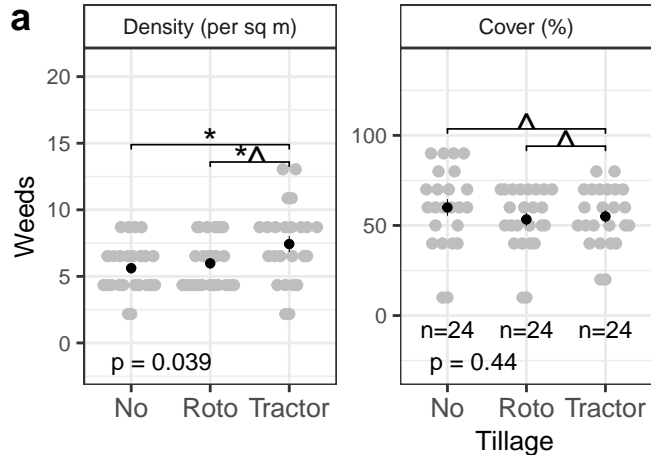 a
Density (per sq m)
Cover (%)
Weeds
20
15
10
5
0
*
*^
p = 0.039
No Roto Tractor
100
50
0
^
^
n=24 n=24 n=24
p = 0.44
No Roto Tractor
Tillage